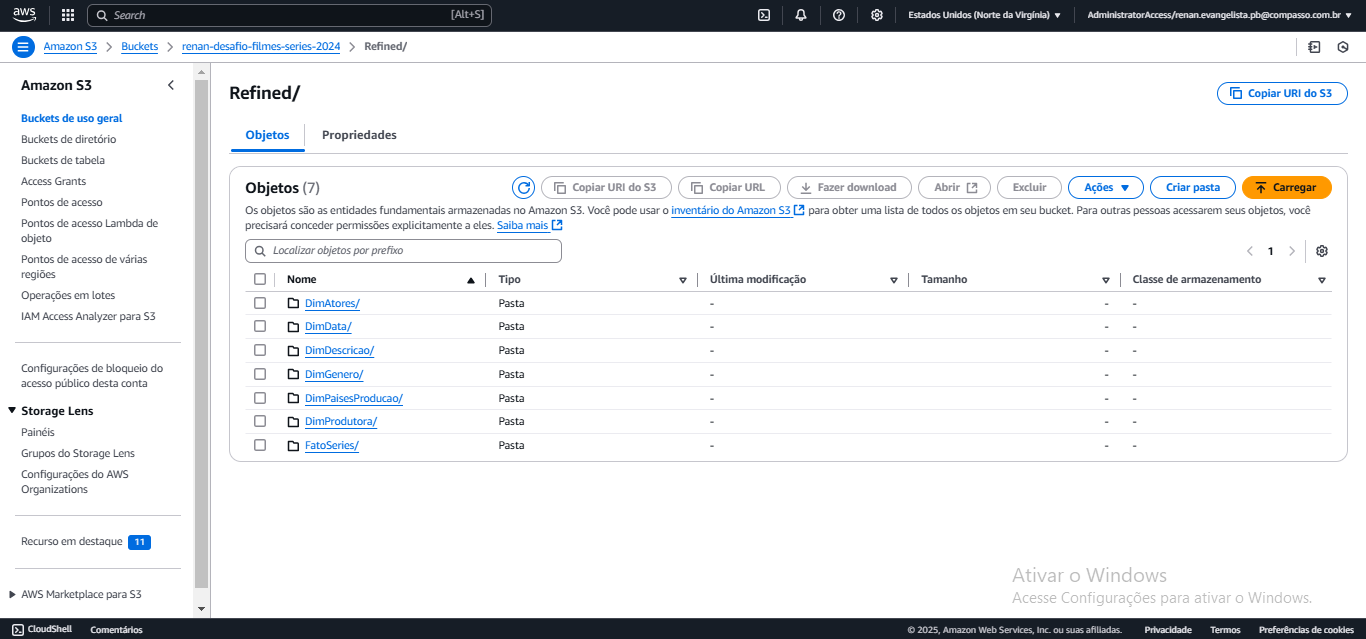 aws
Search [Alt+S]
Estados Unidos (Norte da Virgínia)
AdministratorAccess/renan.evangelista.pb@compasso.com.br
Amazon S3
Buckets
renan-desafio-filmes-series-2024
Refined/
Amazon S3
Buckets de uso geral
Buckets de diretório
Buckets de tabela
Access Grants
Pontos de acesso
Pontos de acesso Lambda de
objeto
Pontos de acesso de várias
regiões
Operações em lotes
IAM Access Analyzer para S3
Configurações de bloqueio do
acesso público desta conta
Storage Lens
Painéis
Grupos do Storage Lens
Configurações do AWS
Organizations
Recurso em destaque 11
AWS Marketplace para S3
Refined/
Copiar URI do S3
Objetos
Propriedades
Objetos (7)
Copiar URI do S3
Copiar URL
Fazer download
Abrir
Excluir
Ações
Criar pasta
Carregar
Os objetos são as entidades fundamentais armazenadas no Amazon S3. Você pode usar o inventário do Amazon S3 para obter uma lista de todos os objetos em seu bucket. Para outras pessoas acessarem seus objetos, você
precisará conceder permissões explicitamente a eles. Saiba mais
Localizar objetos por prefixo
1
Nome Tipo Última modificação Tamanho Classe de armazenamento
DimAtores/ Pasta - - -
DimData/ Pasta - - -
DimDescricao/ Pasta - - -
DimGenero/ Pasta - - -
DimPaisesProducao/ Pasta - - -
DimProdutora/ Pasta - - -
FatoSeries/ Pasta - - -
Ativar o Windows
Acesse Configurações para ativar o Windows.
CloudShell
Comentários
© 2025, Amazon Web Services, Inc. ou suas afiliadas.
Privacidade
Termos
Preferências de cookies